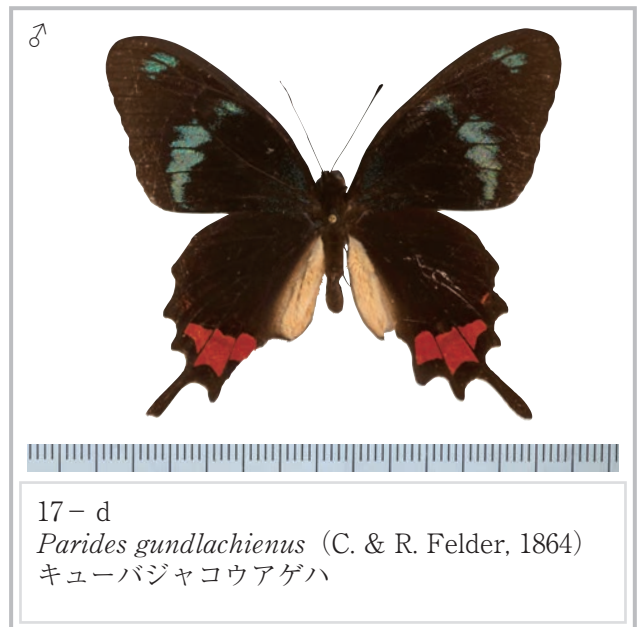 ♂
17− d
Parides gundlachienus（C. & R. Felder, 1864）
キューバジャコウアゲハ